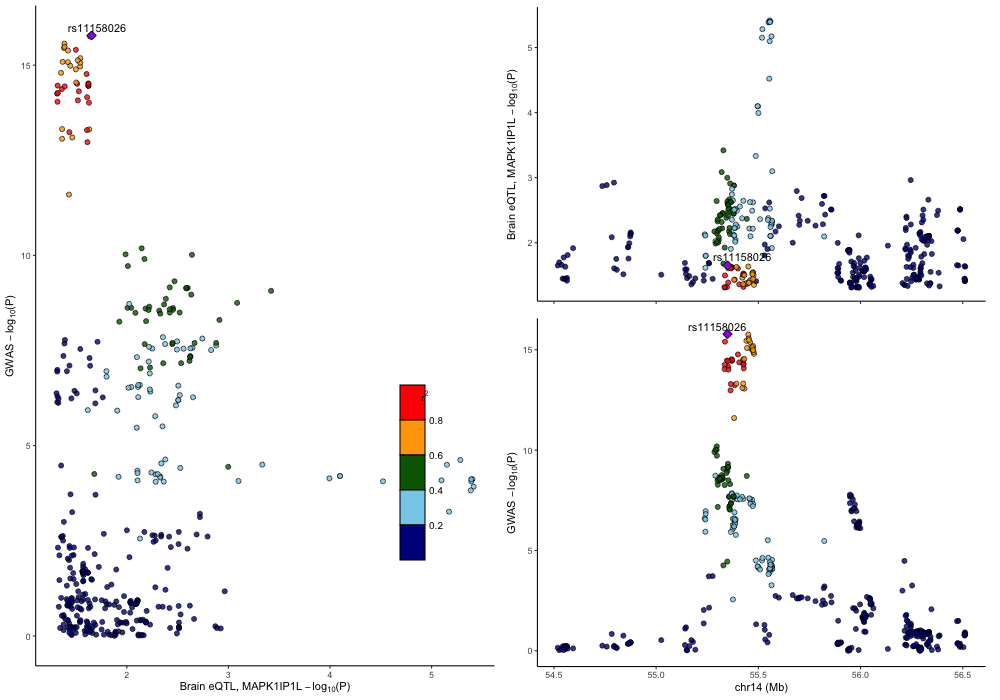 rs11158026
15
10
5
0
GWAS −log10(P)
2
3
4
5
Brain eQTL, MAPK1IP1L −log10(P)
r2
0.8
0.6
0.4
0.2
5
4
3
2
Brain eQTL, MAPK1IP1L −log10(P)
rs11158026
rs11158026
15
10
5
0
GWAS −log10(P)
54.5
55.0
55.5
56.0
56.5
chr14 (Mb)